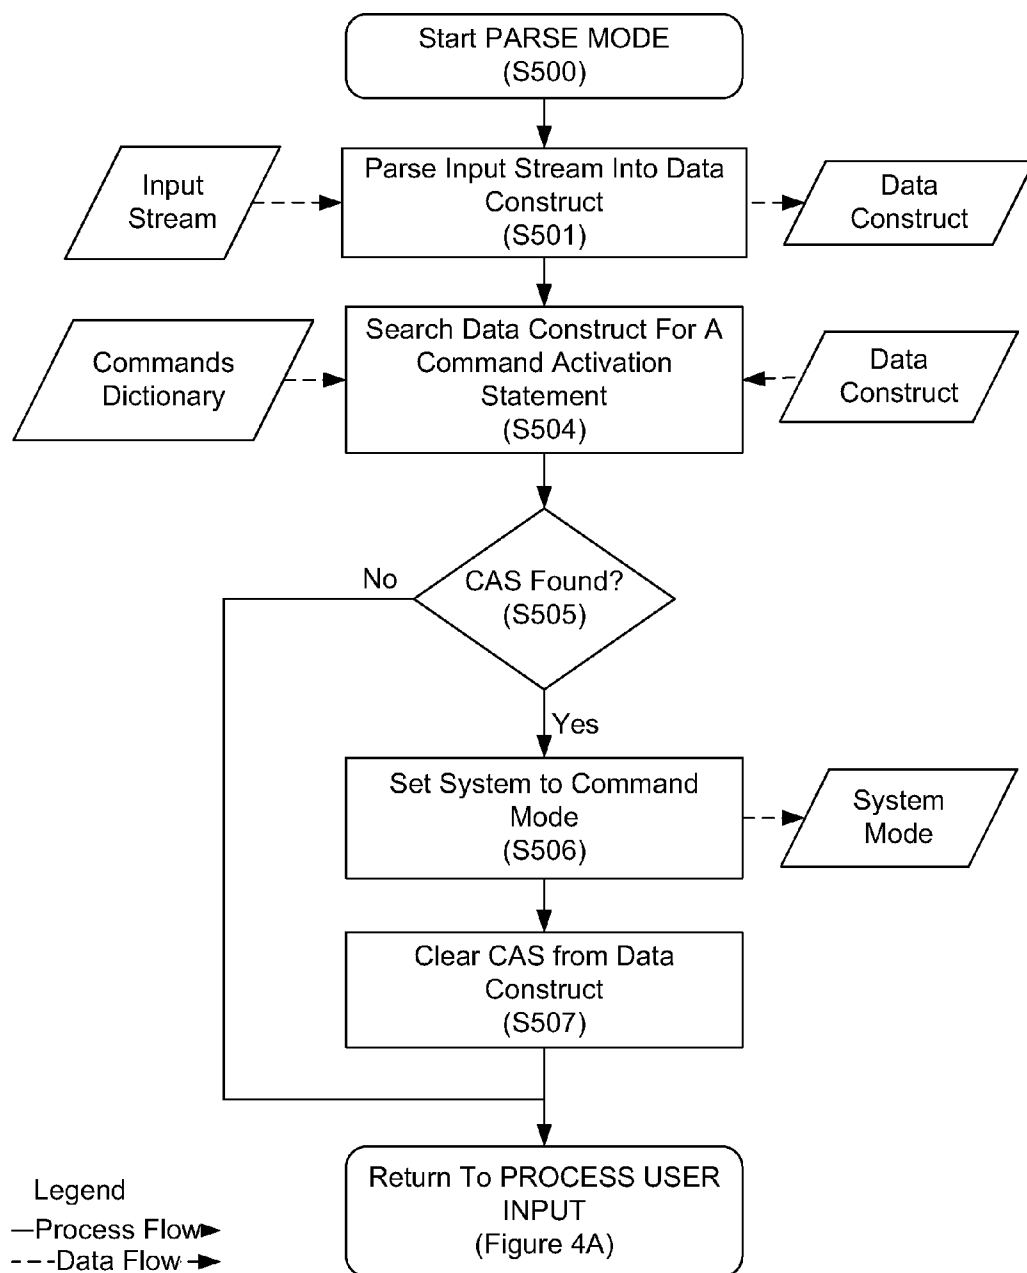 Start PARSE MODE
(S500)
Input
Stream
Parse Input Stream Into Data
Construct
(S501)
Data
Construct
Commands
Dictionary
Search Data Construct For A
Command Activation
Statement
(S504)
Data
Construct
No
CAS Found?
(S505)
Yes
Set System to Command
Mode
(S506)
System
Mode
Clear CAS from Data
Construct
(S507)
Return To PROCESS USER
INPUT
(Figure 4A)
Legend
Process Flow
Data Flow